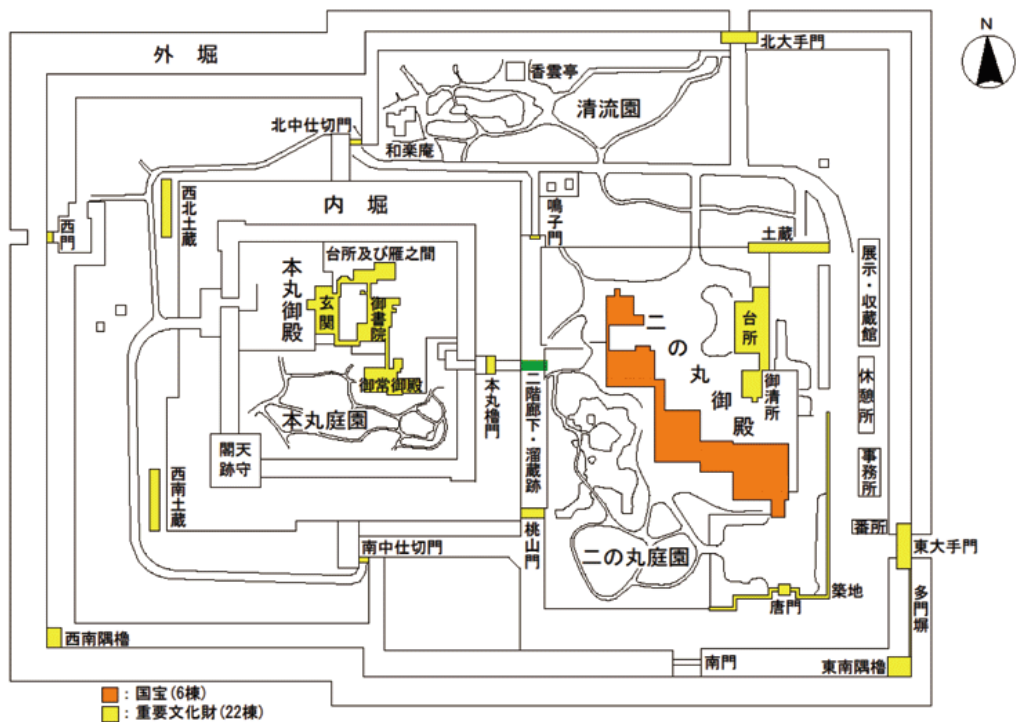 外堀
北大手門
N
香雲亭
清流園
北中仕切門
和楽庵
西北土蔵
内堀
鳴子門
西門
土蔵
展示・収蔵館
台所及び雁之間
本丸御殿
玄関
御書院
二の丸御殿
台所
御清所
休憩所
御常御殿
本丸櫓門
二階廊下・溜蔵跡
本丸庭園
天守
閣跡
西南土蔵
事務所
番所
桃山門
東大手門
南中仕切門
二の丸庭園
築地
唐門
多門塀
西南隅櫓
南門
東南隅櫓
：国宝(6棟)
：重要文化財(22棟)